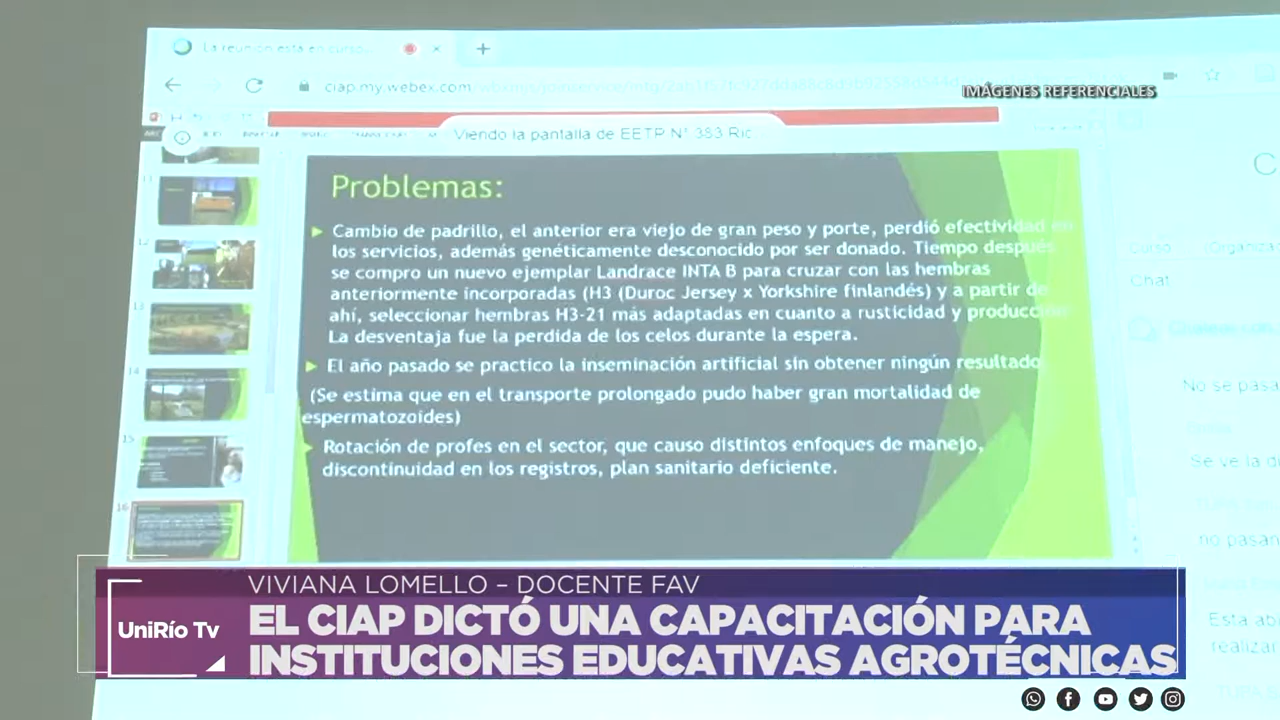 La reunión está en curso
ciap.my.webex.com
IMÁGENES REFERENCIALES
Viendo la pantalla de EETP N° 383 Ric
Problemas:
Cambio de padrillo, el anterior era viejo de gran peso y porte, perdió efectividad en
los servicios, además genéticamente desconocido por ser donado. Tiempo después
se compro un nuevo ejemplar Landrace INTA B para cruzar con las hembras
anteriormente incorporadas (H3 (Duroc Jersey x Yorkshire finlandés) y a partir de
ahí, seleccionar hembras H3-21 más adaptadas en cuanto a rusticidad y producción
La desventaja fue la perdida de los celos durante la espera.
El año pasado se practico la inseminación artificial sin obtener ningún resultado
(Se estima que en el transporte prolongado pudo haber gran mortalidad de
espermatozoides)
Rotación de profes en el sector, que causo distintos enfoques de manejo,
discontinuidad en los registros, plan sanitario deficiente.
12
13
14
15
16
Curso
Chat
No se pasa
Se ve la d
no pasan
Esta abi
realizar
VIVIANA LOMELLO – DOCENTE FAV
UniRío Tv
EL CIAP DICTÓ UNA CAPACITACIÓN PARA
INSTITUCIONES EDUCATIVAS AGROTÉCNICAS